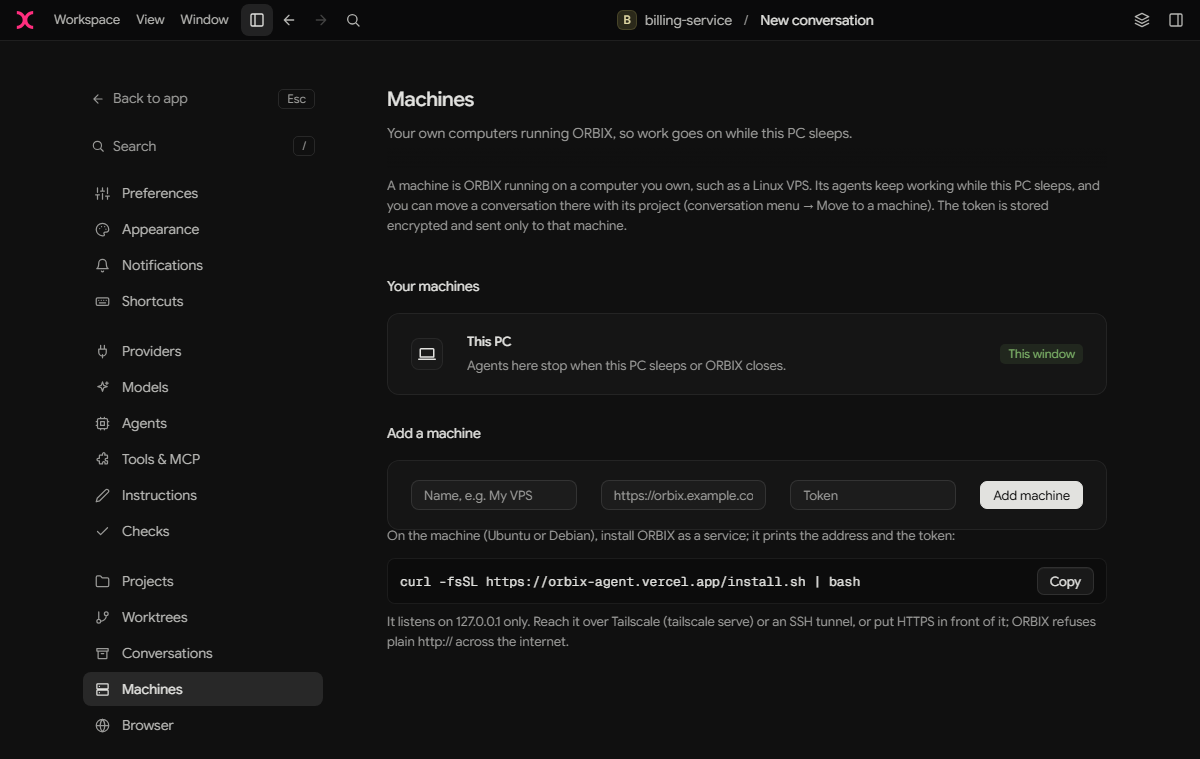 Workspace View Window
B billing-service / New conversation
Back to app Esc
Search /
Preferences
Appearance
Notifications
Shortcuts
Providers
Models
Agents
Tools & MCP
Instructions
Checks
Projects
Worktrees
Conversations
Machines
Browser
Machines
Your own computers running ORBIX, so work goes on while this PC sleeps.
A machine is ORBIX running on a computer you own, such as a Linux VPS. Its agents keep working while this PC sleeps, and
you can move a conversation there with its project (conversation menu → Move to a machine). The token is stored
encrypted and sent only to that machine.
Your machines
This PC
Agents here stop when this PC sleeps or ORBIX closes.
This window
Add a machine
Name, e.g. My VPS
https://orbix.example.co
Token
Add machine
On the machine (Ubuntu or Debian), install ORBIX as a service; it prints the address and the token:
curl -fsSL https://orbix-agent.vercel.app/install.sh | bash
Copy
It listens on 127.0.0.1 only. Reach it over Tailscale (tailscale serve) or an SSH tunnel, or put HTTPS in front of it; ORBIX refuses
plain http:// across the internet.